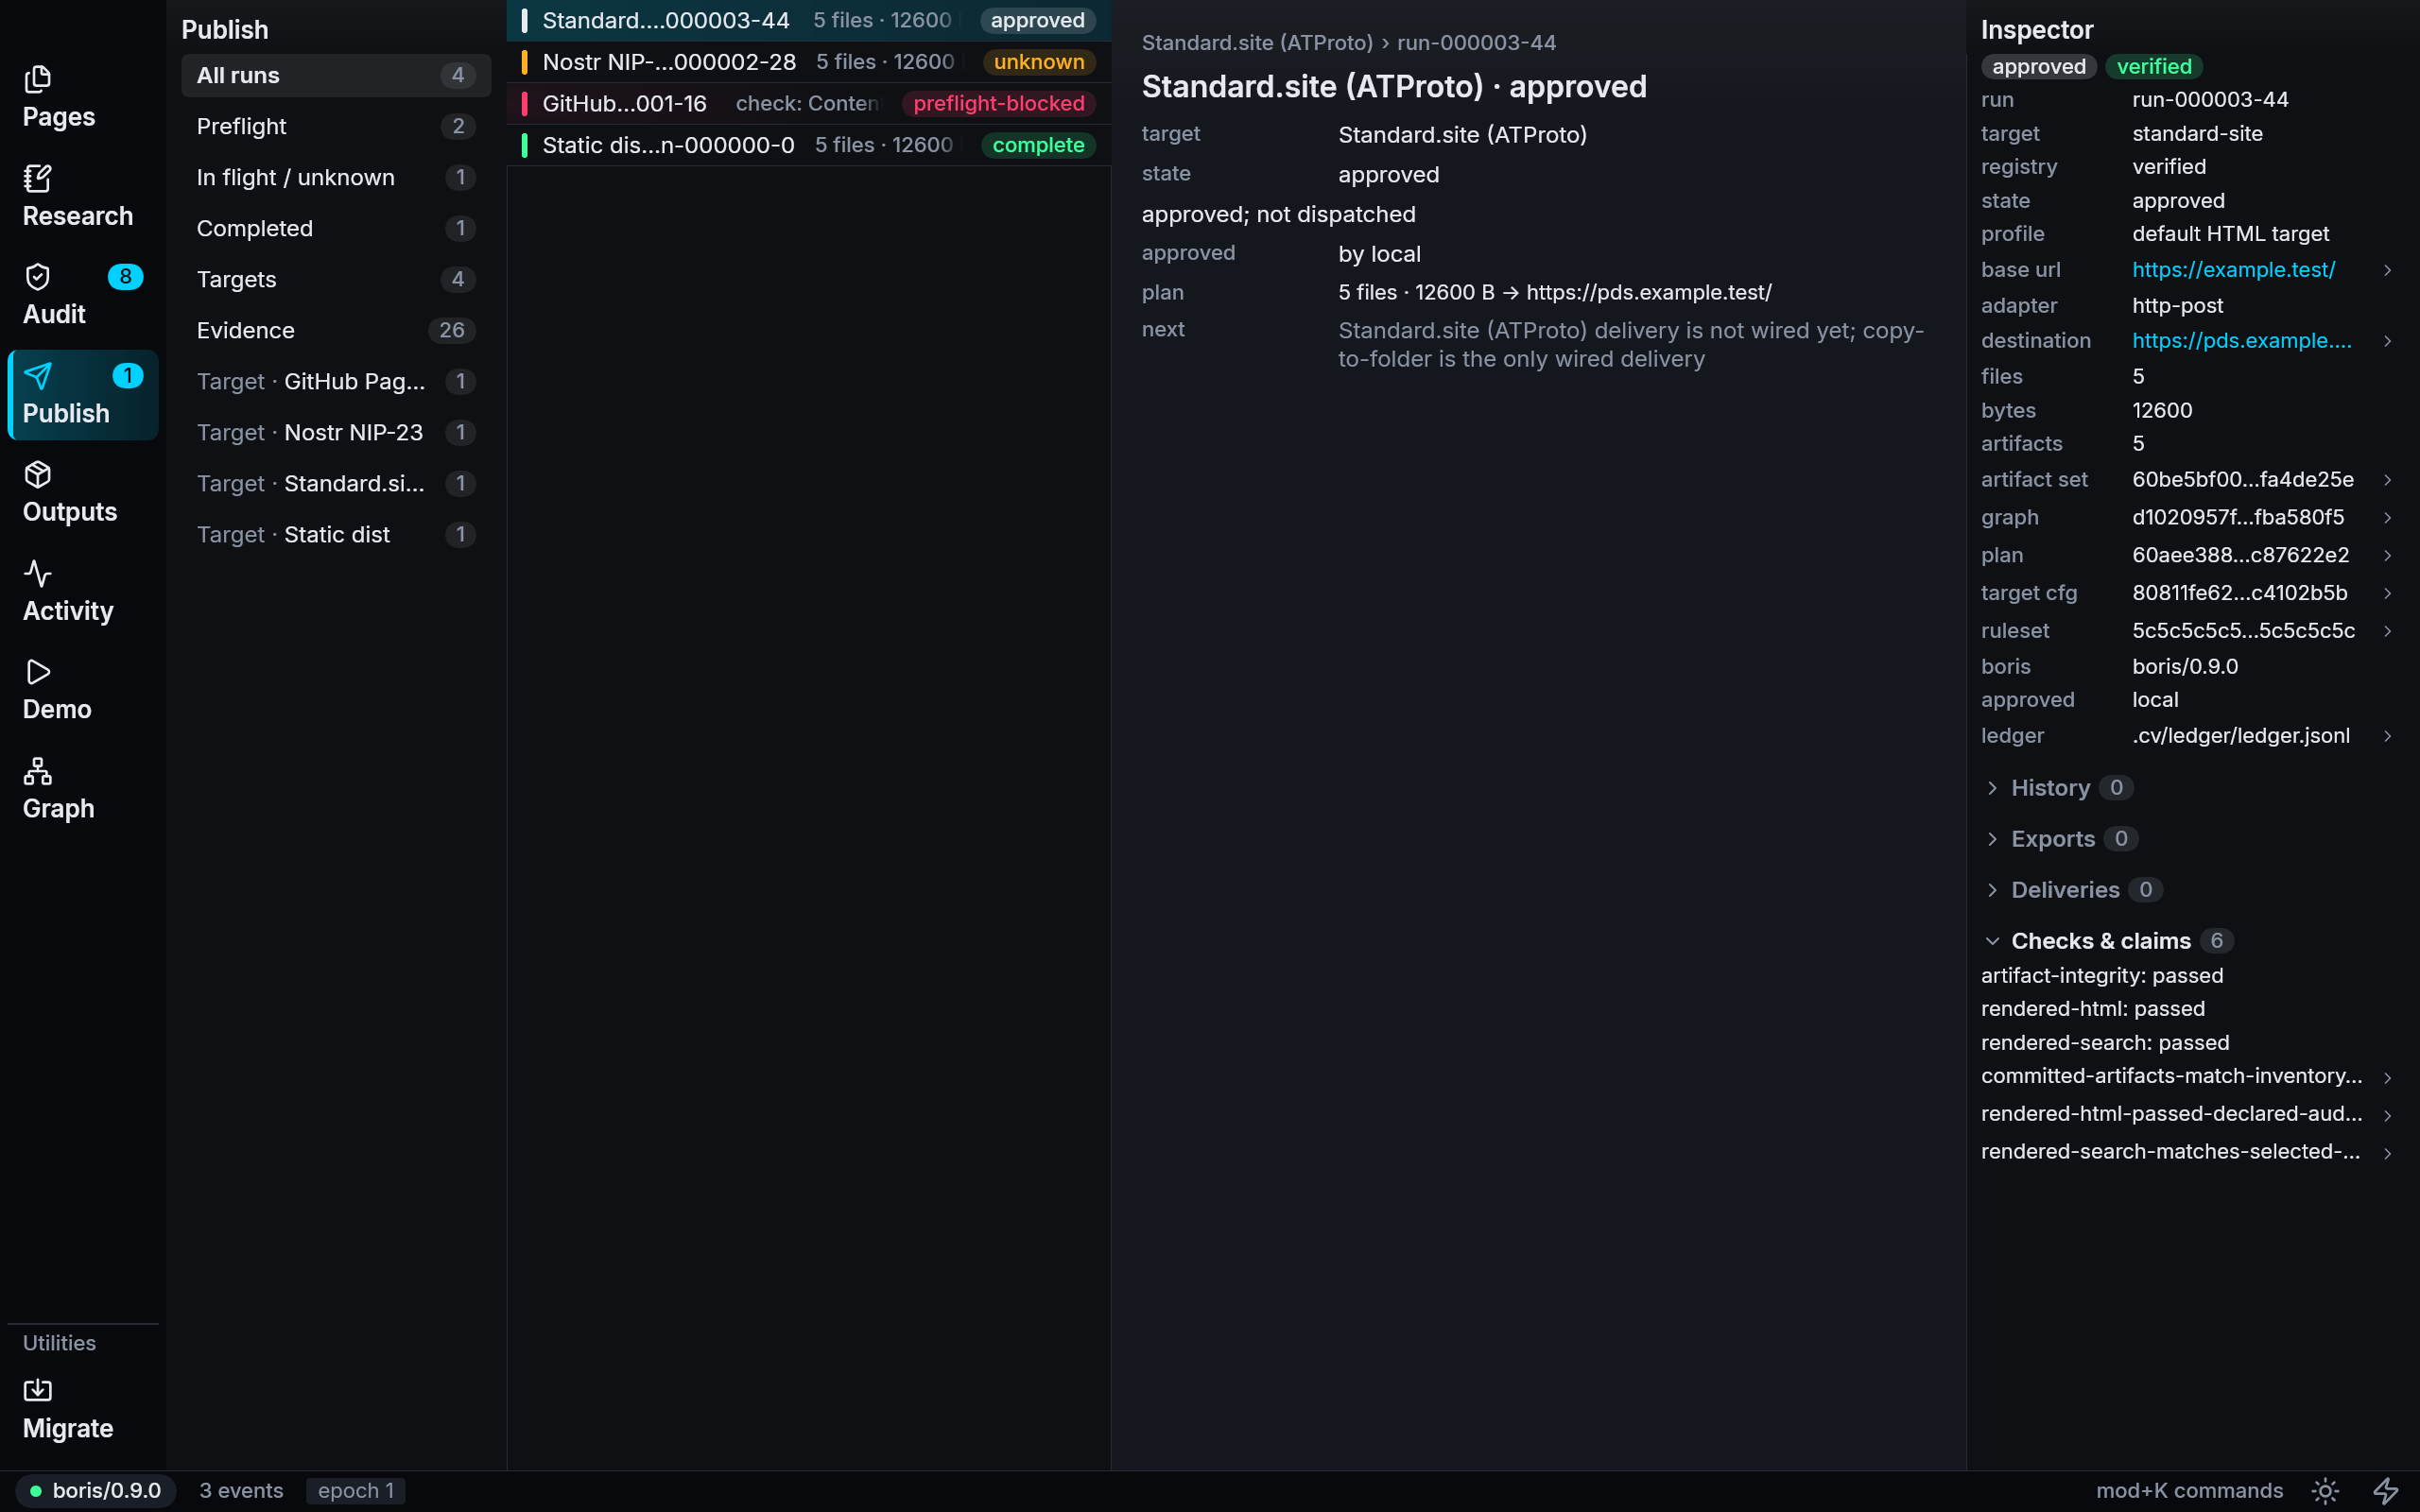 Pages
Research
8
Audit
1
Publish
Outputs
Activity
Demo
Graph
Utilities
Migrate
Publish
All runs 4
Preflight 2
In flight / unknown 1
Completed 1
Targets 4
Evidence 26
Target · GitHub Pag... 1
Target · Nostr NIP-23 1
Target · Standard.si... 1
Target · Static dist 1
Standard....000003-44 5 files · 12600 approved
Nostr NIP-...000002-28 5 files · 12600 unknown
GitHub...001-16 check: Conten preflight-blocked
Static dis...n-000000-0 5 files · 12600 complete
Standard.site (ATProto) › run-000003-44
Standard.site (ATProto) · approved
target Standard.site (ATProto)
state approved
approved; not dispatched
approved by local
plan 5 files · 12600 B → https://pds.example.test/
next Standard.site (ATProto) delivery is not wired yet; copy-
to-folder is the only wired delivery
Inspector
approved verified
run run-000003-44
target standard-site
registry verified
state approved
profile default HTML target
base url https://example.test/
adapter http-post
destination https://pds.example....
files 5
bytes 12600
artifacts 5
artifact set 60be5bf00...fa4de25e
graph d1020957f...fba580f5
plan 60aee388...c87622e2
target cfg 80811fe62...c4102b5b
ruleset 5c5c5c5c5...5c5c5c5c
boris boris/0.9.0
approved local
ledger .cv/ledger/ledger.jsonl
History 0
Exports 0
Deliveries 0
Checks & claims 6
artifact-integrity: passed
rendered-html: passed
rendered-search: passed
committed-artifacts-match-inventory...
rendered-html-passed-declared-aud...
rendered-search-matches-selected-...
boris/0.9.0 3 events epoch 1 mod+K commands